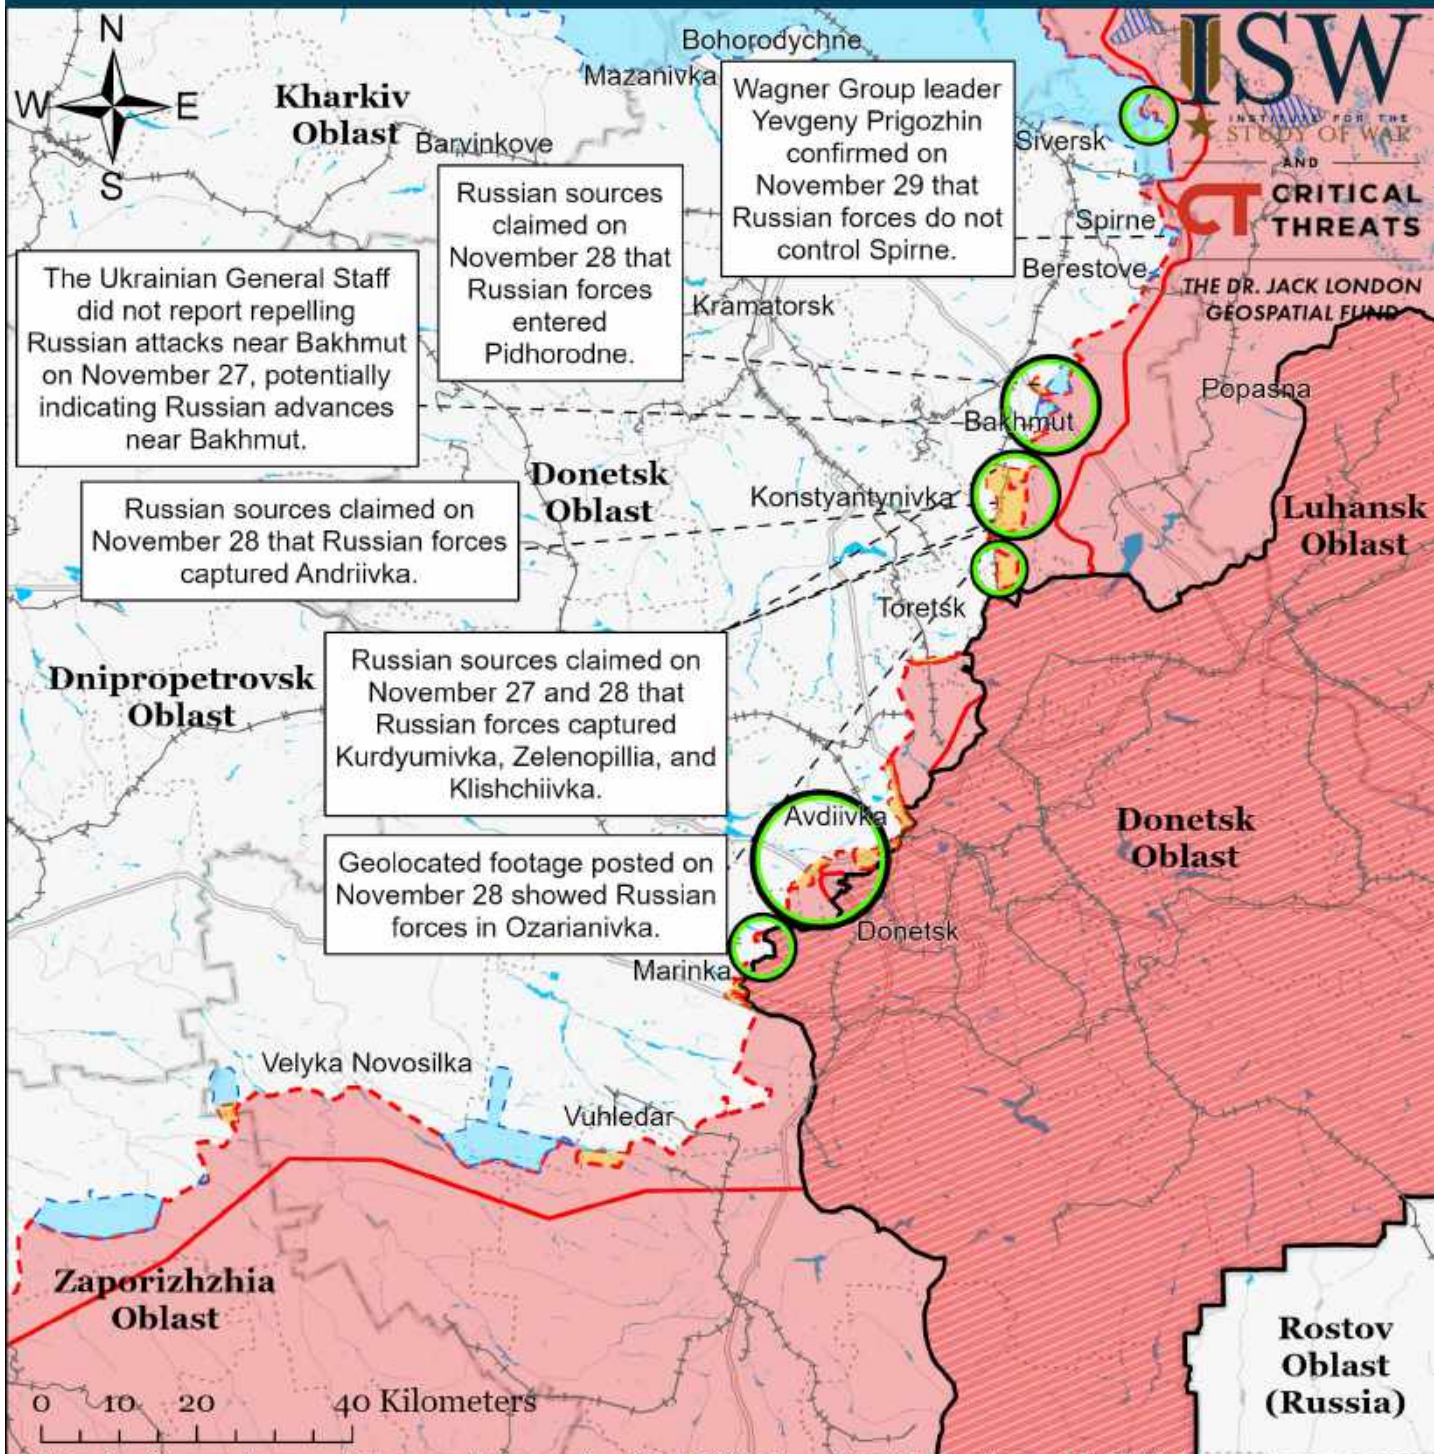 N
W
E
S
Kharkiv
Oblast
Barvinkove
Bohorodychne
Mazanivka
ISW
INSTITUTE FOR THE
STUDY OF WAR
AND
CT
CRITICAL
THREATS
THE DR. JACK LONDON
GEOSPATIAL FUND
Wagner Group leader
Yevgeny Prigozhin
confirmed on
November 29 that
Russian forces do not
control Spirne.
Siversk
Spirne
Berestove
Russian sources
claimed on
November 28 that
Russian forces
entered
Pidhorodne.
Kramatorsk
The Ukrainian General Staff
did not report repelling
Russian attacks near Bakhmut
on November 27, potentially
indicating Russian advances
near Bakhmut.
Popasna
Bakhmut
Donetsk
Oblast
Konstyantynivka
Luhansk
Oblast
Russian sources claimed on
November 28 that Russian forces
captured Andriivka.
Toretsk
Dnipropetrovsk
Oblast
Russian sources claimed on
November 27 and 28 that
Russian forces captured
Kurdyumivka, Zelenopillia, and
Klishchiivka.
Avdiivka
Donetsk
Oblast
Geolocated footage posted on
November 28 showed Russian
forces in Ozarianivka.
Donetsk
Marinka
Velyka Novosilka
Vuhledar
Zaporizhzhia
Oblast
Rostov
Oblast
(Russia)
0 10 20 40 Kilometers